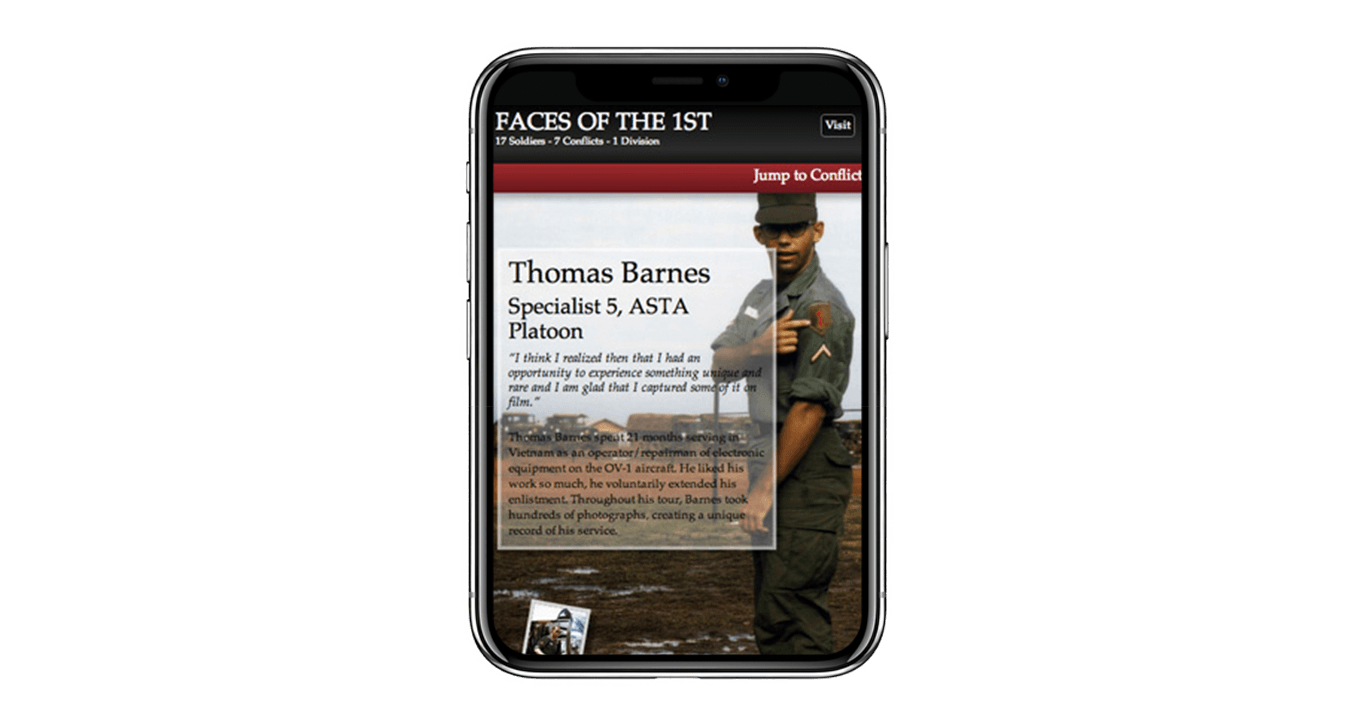 FACES OF THE 1ST
Visit
17 Soldiers - 7 Conflicts - 1 Division
Jump to Conflict
Thomas Barnes
Specialist 5, ASTA
Platoon
“I think I realized then that I had an
opportunity to experience something unique and
rare and I am glad that I captured some of it on
film.”
Thomas Barnes spent 21 months serving in
Vietnam as an operator/repairman of electronic
equipment on the OV-1 aircraft. He liked his
work so much, he voluntarily extended his
enlistment. Throughout his tour, Barnes took
hundreds of photographs, creating a unique
record of his service.